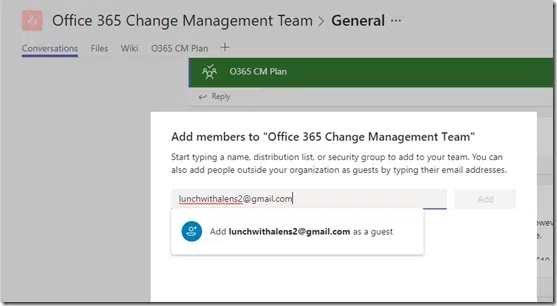 Office 365 Change Management Team > General ...
Conversations Files Wiki O365 CM Plan +
O365 CM Plan
Reply
Add members to "Office 365 Change Management Team"
Start typing a name, distribution list, or security group to add to your team. You can
also add people outside your organization as guests by typing their email addresses.
lunchwithalens2@gmail.com
Add
Add lunchwithalens2@gmail.com as a guest